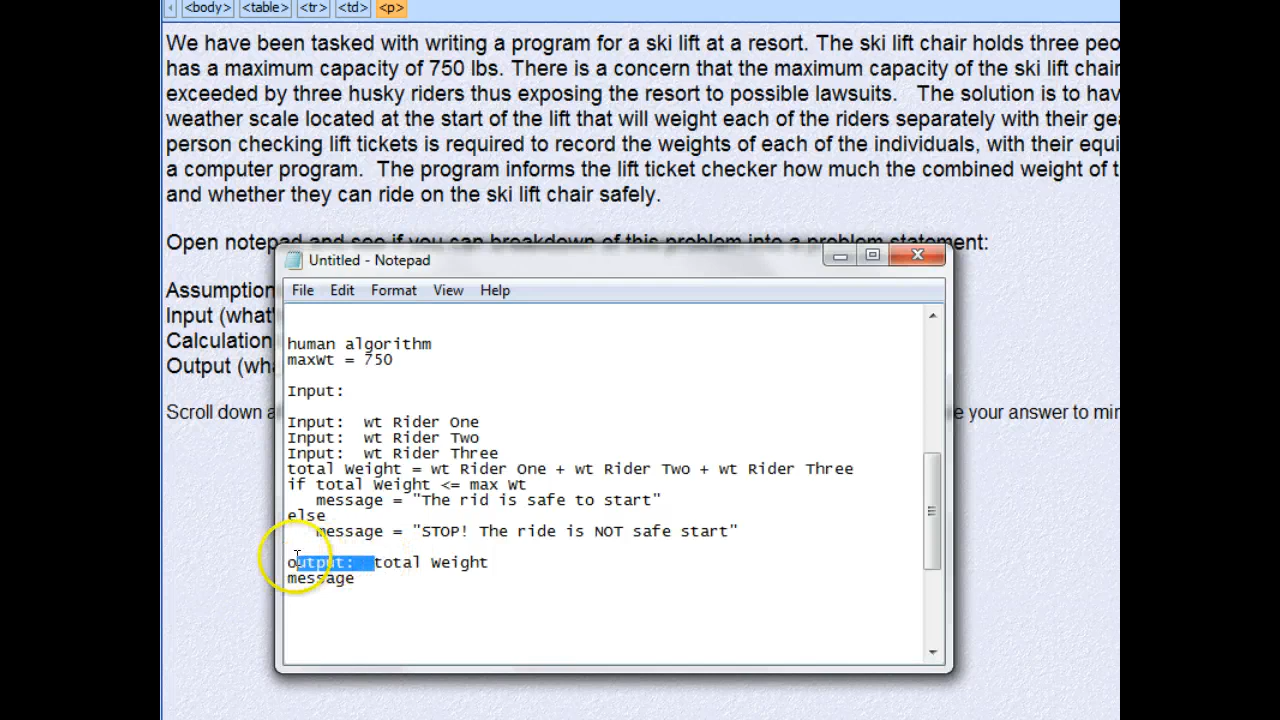 <body> <table> <tr> <td> <p>
We have been tasked with writing a program for a ski lift at a resort. The ski lift chair holds three
has a maximum capacity of 750 lbs. There is a concern that the maximum capacity of the ski lift chair
exceeded by three husky riders thus exposing the resort to possible lawsuits. The solution is to
weather scale located at the start of the lift that will weight each of the riders separately with their
person checking lift tickets is required to record the weights of each of the individuals, with their
a computer program. The program informs the lift ticket checker how much the combined weight of
and whether they can ride on the ski lift chair safely.
Open notepad and see if you can breakdown of this problem into a problem statement:
Untitled - Notepad
File Edit Format View Help
Assumption
Input (what'
Calculation
Output
Scroll down
your answer to
human algorithm
maxWt = 750
Input:
Input: wt Rider One
Input: wt Rider Two
Input: wt Rider Three
total Weight = wt Rider One + wt Rider Two + wt Rider Three
if total Weight <= max Wt
message = "The rid is safe to start"
else
message = "STOP! The ride is NOT safe start"
output: total Weight
message